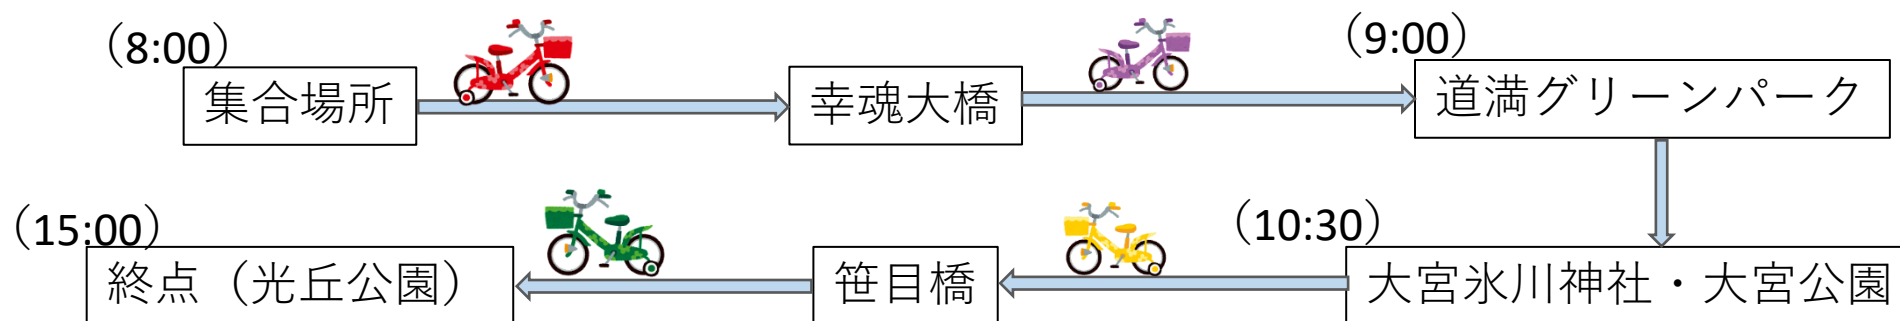 （8:00）
集合場所
幸魂大橋
（9:00）
道満グリーンパーク
（10:30）
大宮氷川神社・大宮公園
笹目橋
（15:00）
終点（光丘公園）